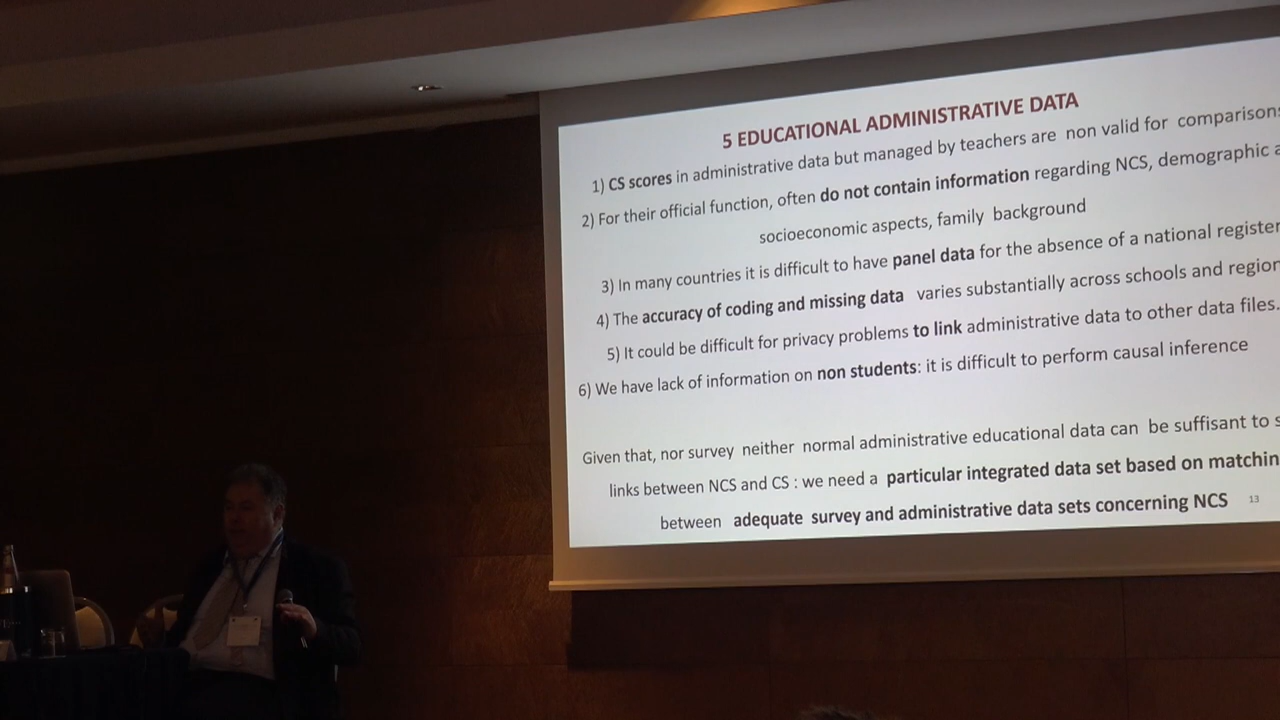 5 EDUCATIONAL ADMINISTRATIVE DATA
1) CS scores in administrative data but managed by teachers are non valid for comparisons
2) For their official function, often do not contain information regarding NCS, demographic a
socioeconomic aspects, family background
3) In many countries it is difficult to have panel data for the absence of a national register
4) The accuracy of coding and missing data varies substantially across schools and region
5) It could be difficult for privacy problems to link administrative data to other data files.
6) We have lack of information on non students: it is difficult to perform causal inference
Given that, nor survey neither normal administrative educational data can be suffisant to s
links between NCS and CS : we need a particular integrated data set based on matchin
between adequate survey and administrative data sets concerning NCS
13